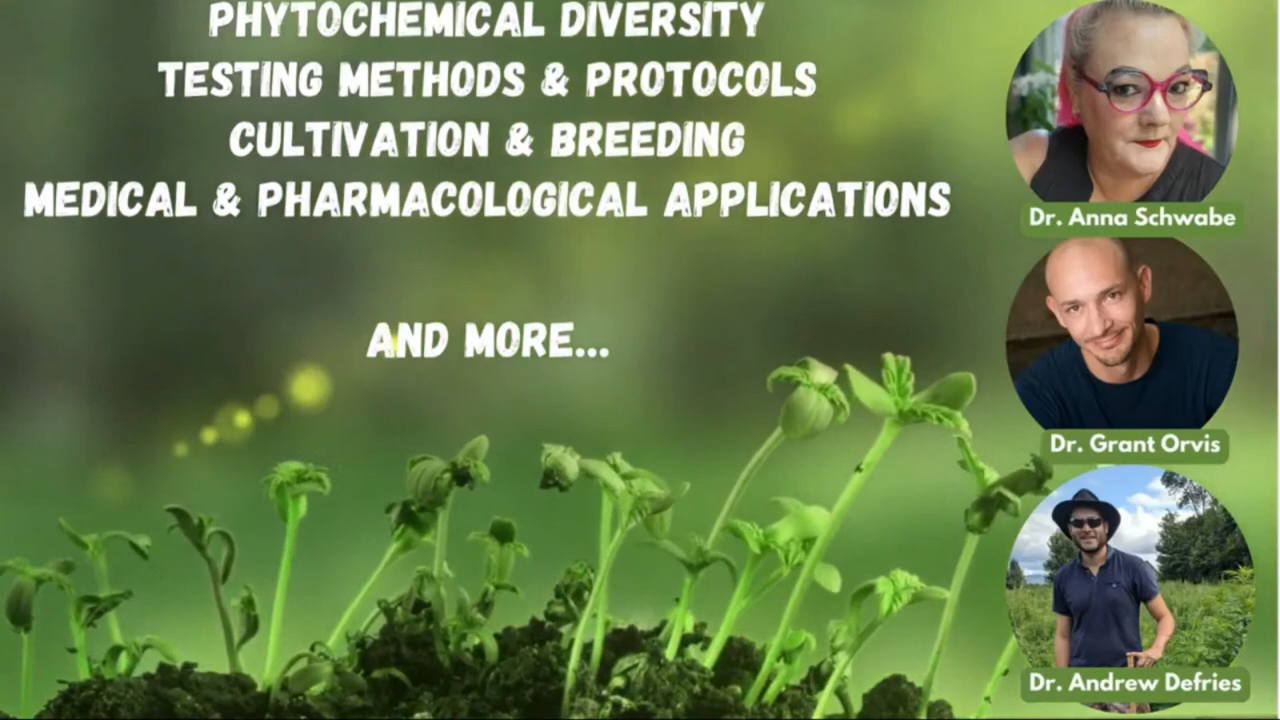 PHYTOCHEMICAL DIVERSITY
TESTING METHODS & PROTOCOLS
CULTIVATION & BREEDING
MEDICAL & PHARMACOLOGICAL APPLICATIONS
AND MORE...
Dr. Anna Schwabe
Dr. Grant Orvis
Dr. Andrew Defries